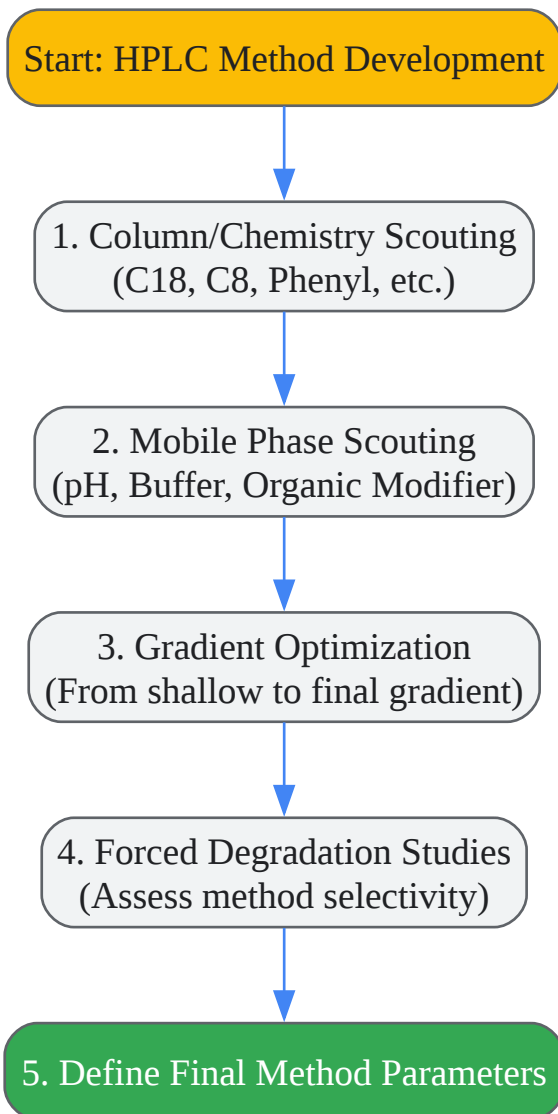 Start: HPLC Method Development
1. Column/Chemistry Scouting
(C18, C8, Phenyl, etc.)
2. Mobile Phase Scouting
(pH, Buffer, Organic Modifier)
3. Gradient Optimization
(From shallow to final gradient)
4. Forced Degradation Studies
(Assess method selectivity)
5. Define Final Method Parameters